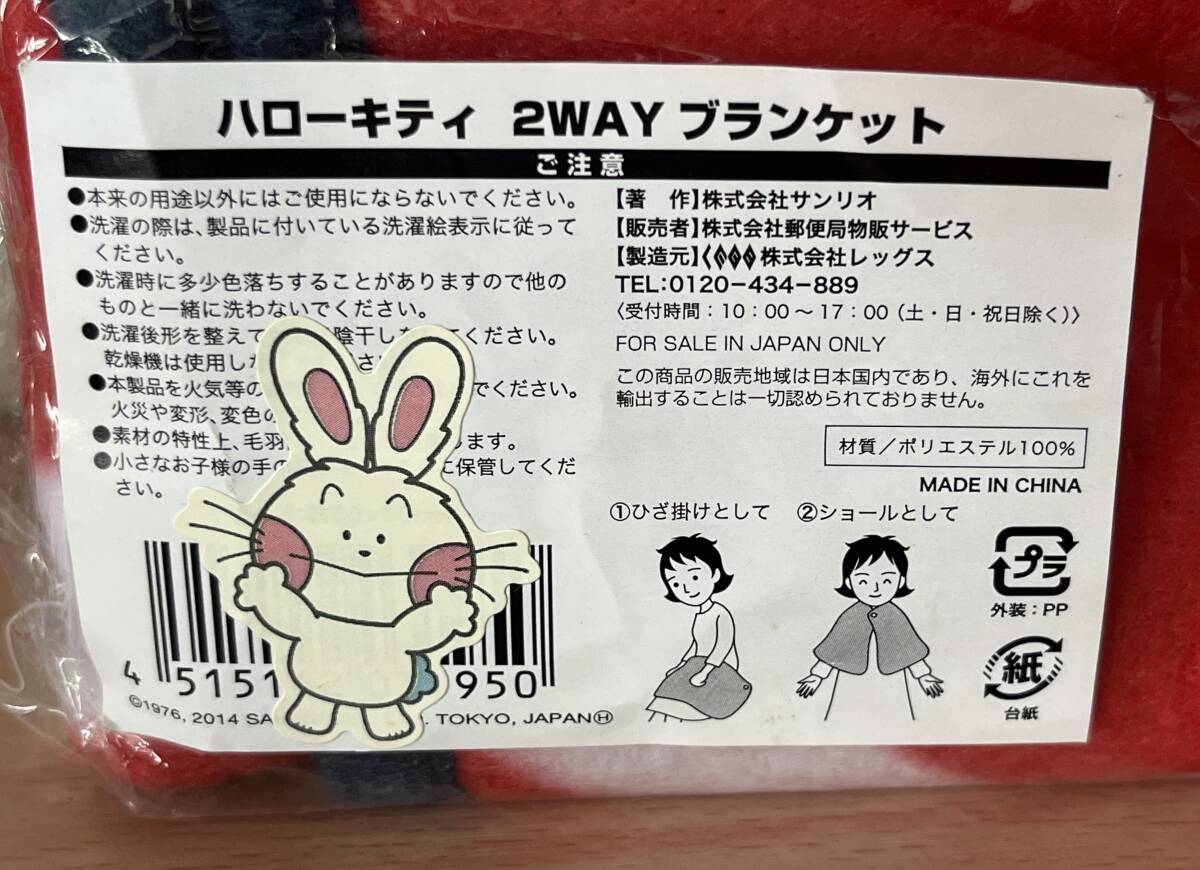 ハローキティ 2WAY ブランケット
ご注意
●本来の用途以外にはご使用にならないでください。
●洗濯の際は、製品に付いている洗濯絵表示に従って
ください。
●洗濯時に多少色落ちすることがありますので他の
ものと一緒に洗わないでください。
●洗濯後形を整えて 陰干し ください。
乾燥機は使用し
●本製品を火気等の でください。
火災や変形、変色の
●素材の特性上、毛羽 します。
●小さなお子様の手の に保管してくだ
さい。
4 5151 950
©1976, 2014 SA TOKYO, JAPAN Ⓗ
【著 作】株式会社サンリオ
【販売者】株式会社郵便局物販サービス
【製造元】株式会社レッグス
TEL:0120-434-889
〈受付時間：10：00～17：00（土・日・祝日除く）〉
FOR SALE IN JAPAN ONLY
この商品の販売地域は日本国内であり、海外にこれを
輸出することは一切認められておりません。
材質／ポリエステル100%
MADE IN CHINA
①ひざ掛けとして ②ショールとして
プラ
外装：PP
紙
台紙